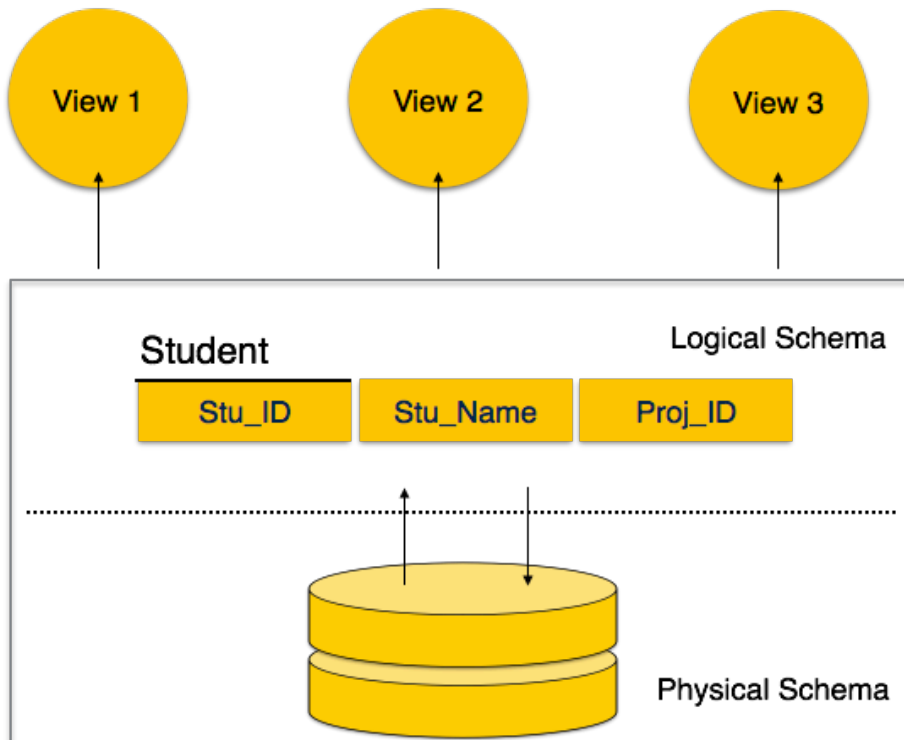 View 1
View 2
View 3
Logical Schema
Student
Stu_ID
Stu_Name
Proj_ID
Physical Schema